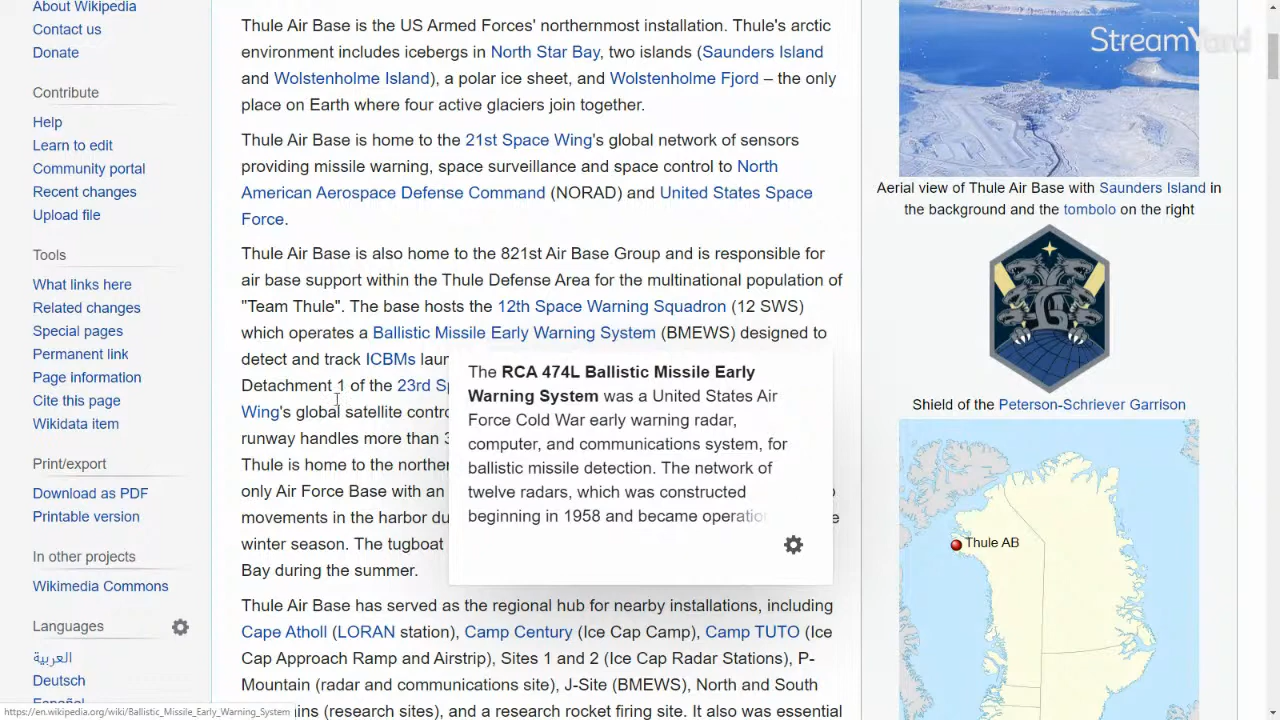 About Wikipedia
Contact us
Donate
Contribute
Help
Learn to edit
Community portal
Recent changes
Upload file
Tools
What links here
Related changes
Special pages
Permanent link
Page information
Cite this page
Wikidata item
Print/export
Download as PDF
Printable version
In other projects
Wikimedia Commons
Languages
العربية
Deutsch
Español
Thule Air Base is the US Armed Forces' northernmost installation. Thule's arctic
environment includes icebergs in North Star Bay, two islands (Saunders Island
and Wolstenholme Island), a polar ice sheet, and Wolstenholme Fjord – the only
place on Earth where four active glaciers join together.
Thule Air Base is home to the 21st Space Wing's global network of sensors
providing missile warning, space surveillance and space control to North
American Aerospace Defense Command (NORAD) and United States Space
Force.
Thule Air Base is also home to the 821st Air Base Group and is responsible for
air base support within the Thule Defense Area for the multinational population of
"Team Thule". The base hosts the 12th Space Warning Squadron (12 SWS)
which operates a Ballistic Missile Early Warning System (BMEWS) designed to
detect and track ICBMs
Detachment 1 of the 23rd
Wing's global satellite
runway handles more than
Thule is home to the
only Air Force Base with an
movements in the harbor
winter season. The tugboat
Bay during the summer.
The RCA 474L Ballistic Missile Early
Warning System was a United States Air
Force Cold War early warning radar,
computer, and communications system, for
ballistic missile detection. The network of
twelve radars, which was constructed
beginning in 1958 and became
Thule Air Base has served as the regional hub for nearby installations, including
Cape Atholl (LORAN station), Camp Century (Ice Cap Camp), Camp TUTO (Ice
Cap Approach Ramp and Airstrip), Sites 1 and 2 (Ice Cap Radar Stations), P-
Mountain (radar and communications site), J-Site (BMEWS), North and South
(research sites), and a research rocket firing site. It also was essential
https://en.wikipedia.org/wiki/Ballistic_Missile_Early_Warning_System
StreamYard
Aerial view of Thule Air Base with Saunders Island in
the background and the tombolo on the right
Shield of the Peterson-Schriever Garrison
Thule AB